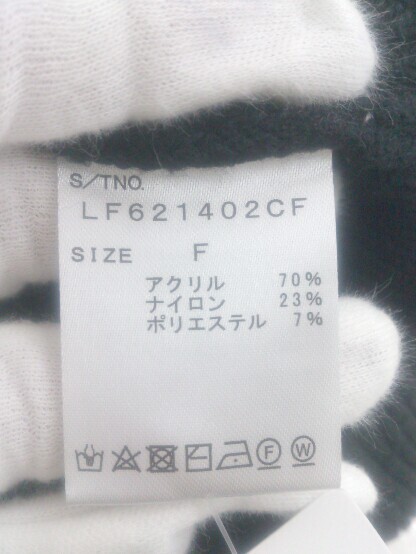 S/TNO.
LF621402CF
SIZE F
アクリル 70%
ナイロン 23%
ポリエステル 7%
F W